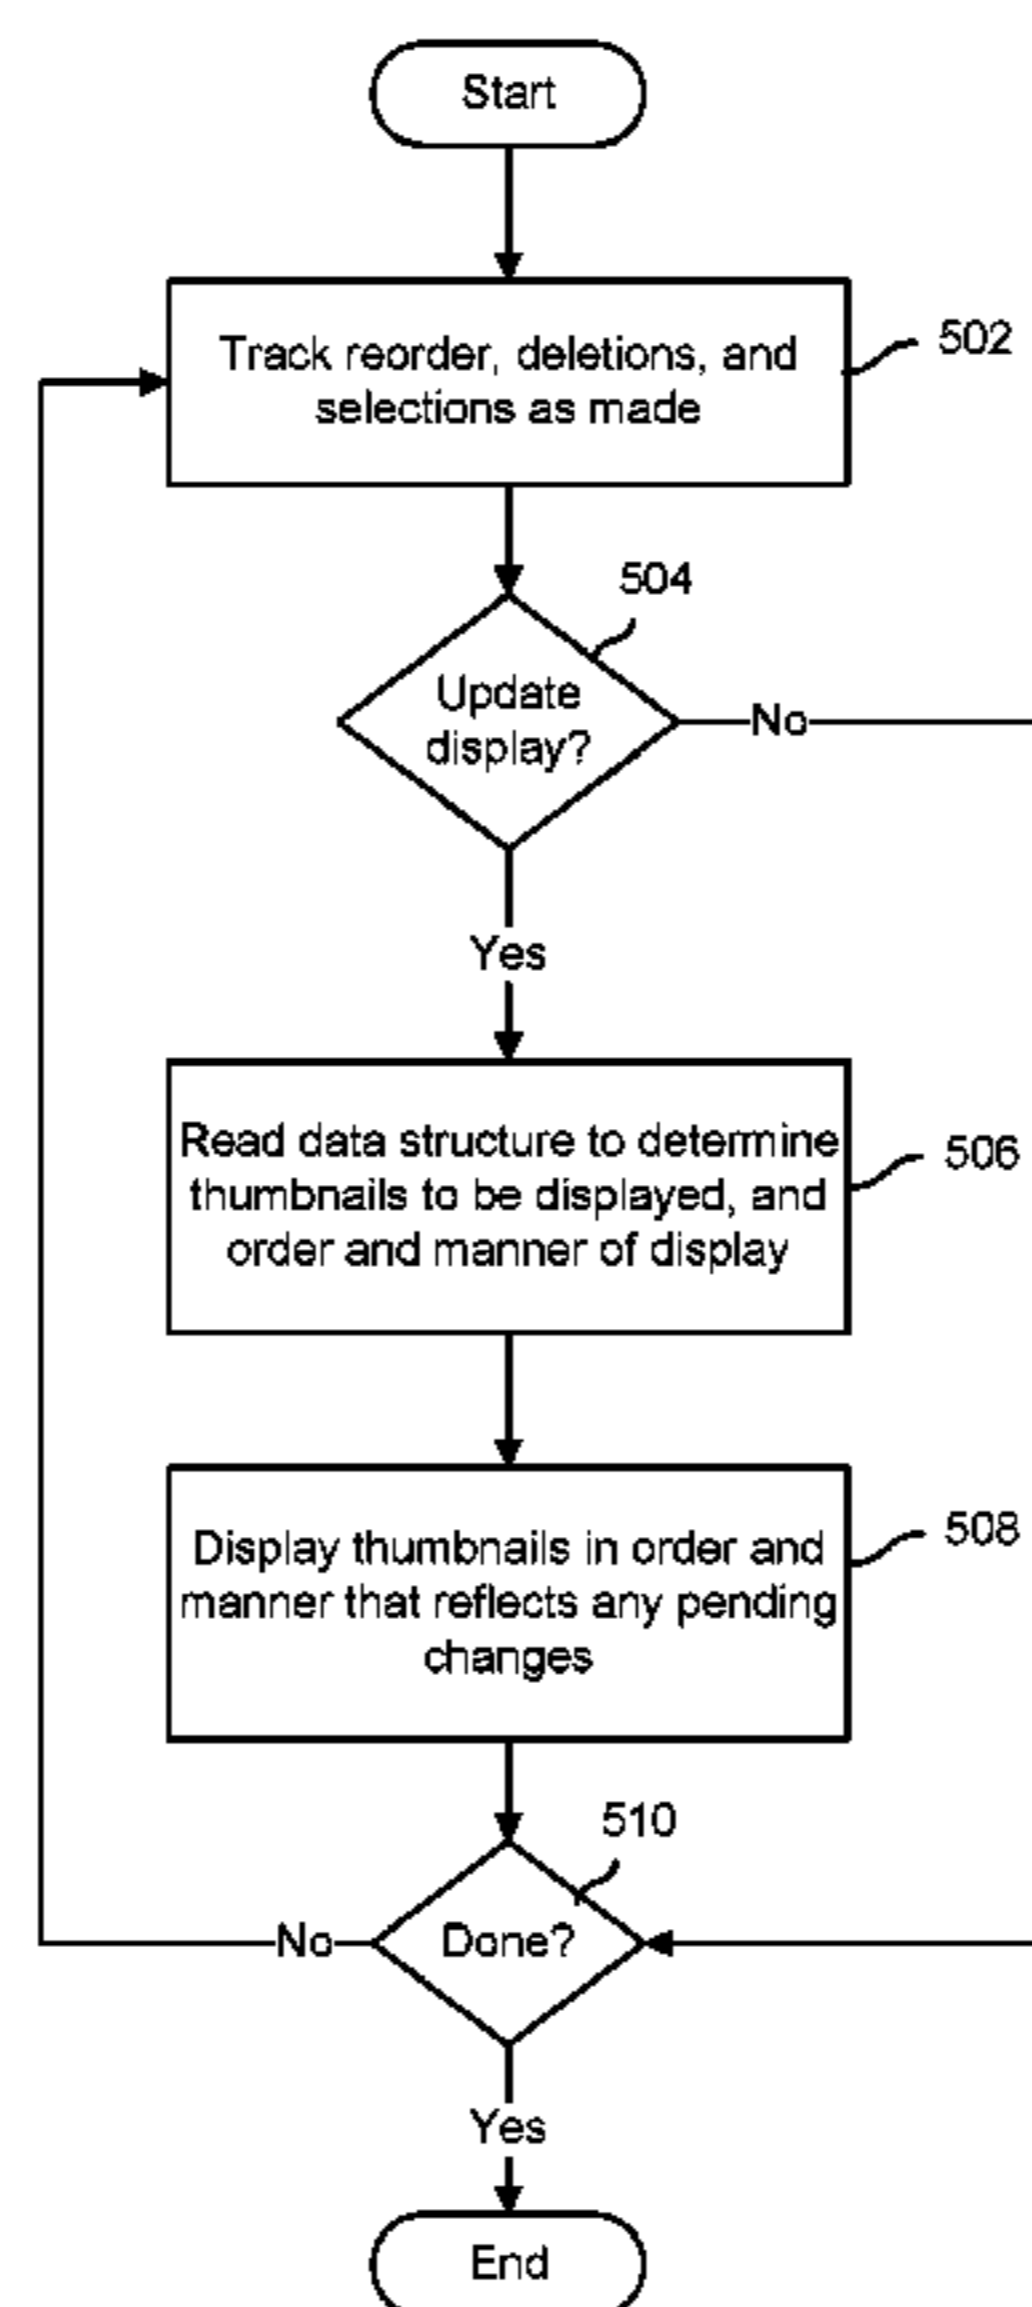 Start
Track reorder, deletions, and
selections as made
502
504
Update
display?
No
Yes
Read data structure to determine
thumbnails to be displayed, and
order and manner of display
506
Display thumbnails in order and
manner that reflects any pending
changes
508
510
Done?
No
Yes
End